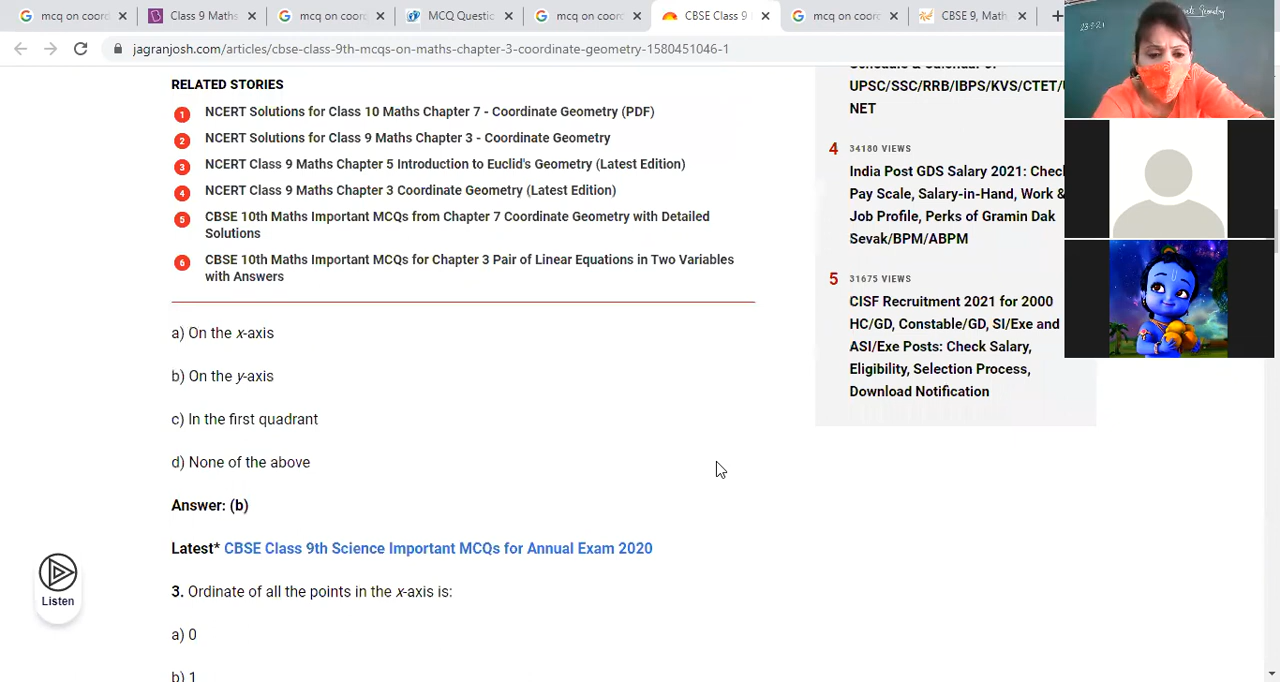 mcq on coord
Class 9 Maths
mcq on coord
MCQ Questic
mcq on coord
CBSE Class 9
mcq on coord
CBSE 9, Math
jagranjosh.com/articles/cbse-class-9th-mcqs-on-maths-chapter-3-coordinate-geometry-1580451046-1
23-3-21
Geometry
RELATED STORIES
1 NCERT Solutions for Class 10 Maths Chapter 7 - Coordinate Geometry (PDF)
2 NCERT Solutions for Class 9 Maths Chapter 3 - Coordinate Geometry
3 NCERT Class 9 Maths Chapter 5 Introduction to Euclid's Geometry (Latest Edition)
4 NCERT Class 9 Maths Chapter 3 Coordinate Geometry (Latest Edition)
5 CBSE 10th Maths Important MCQs from Chapter 7 Coordinate Geometry with Detailed
Solutions
6 CBSE 10th Maths Important MCQs for Chapter 3 Pair of Linear Equations in Two Variables
with Answers
a) On the x-axis
b) On the y-axis
c) In the first quadrant
d) None of the above
Answer: (b)
Latest* CBSE Class 9th Science Important MCQs for Annual Exam 2020
3. Ordinate of all the points in the x-axis is:
a) 0
b) 1
Listen
Schedule & Calendar of
UPSC/SSC/RRB/IBPS/KVS/CTET/U
NET
4 34180 VIEWS
India Post GDS Salary 2021: Check
Pay Scale, Salary-in-Hand, Work &
Job Profile, Perks of Gramin Dak
Sevak/BPM/ABPM
5 31675 VIEWS
CISF Recruitment 2021 for 2000
HC/GD, Constable/GD, SI/Exe and
ASI/Exe Posts: Check Salary,
Eligibility, Selection Process,
Download Notification